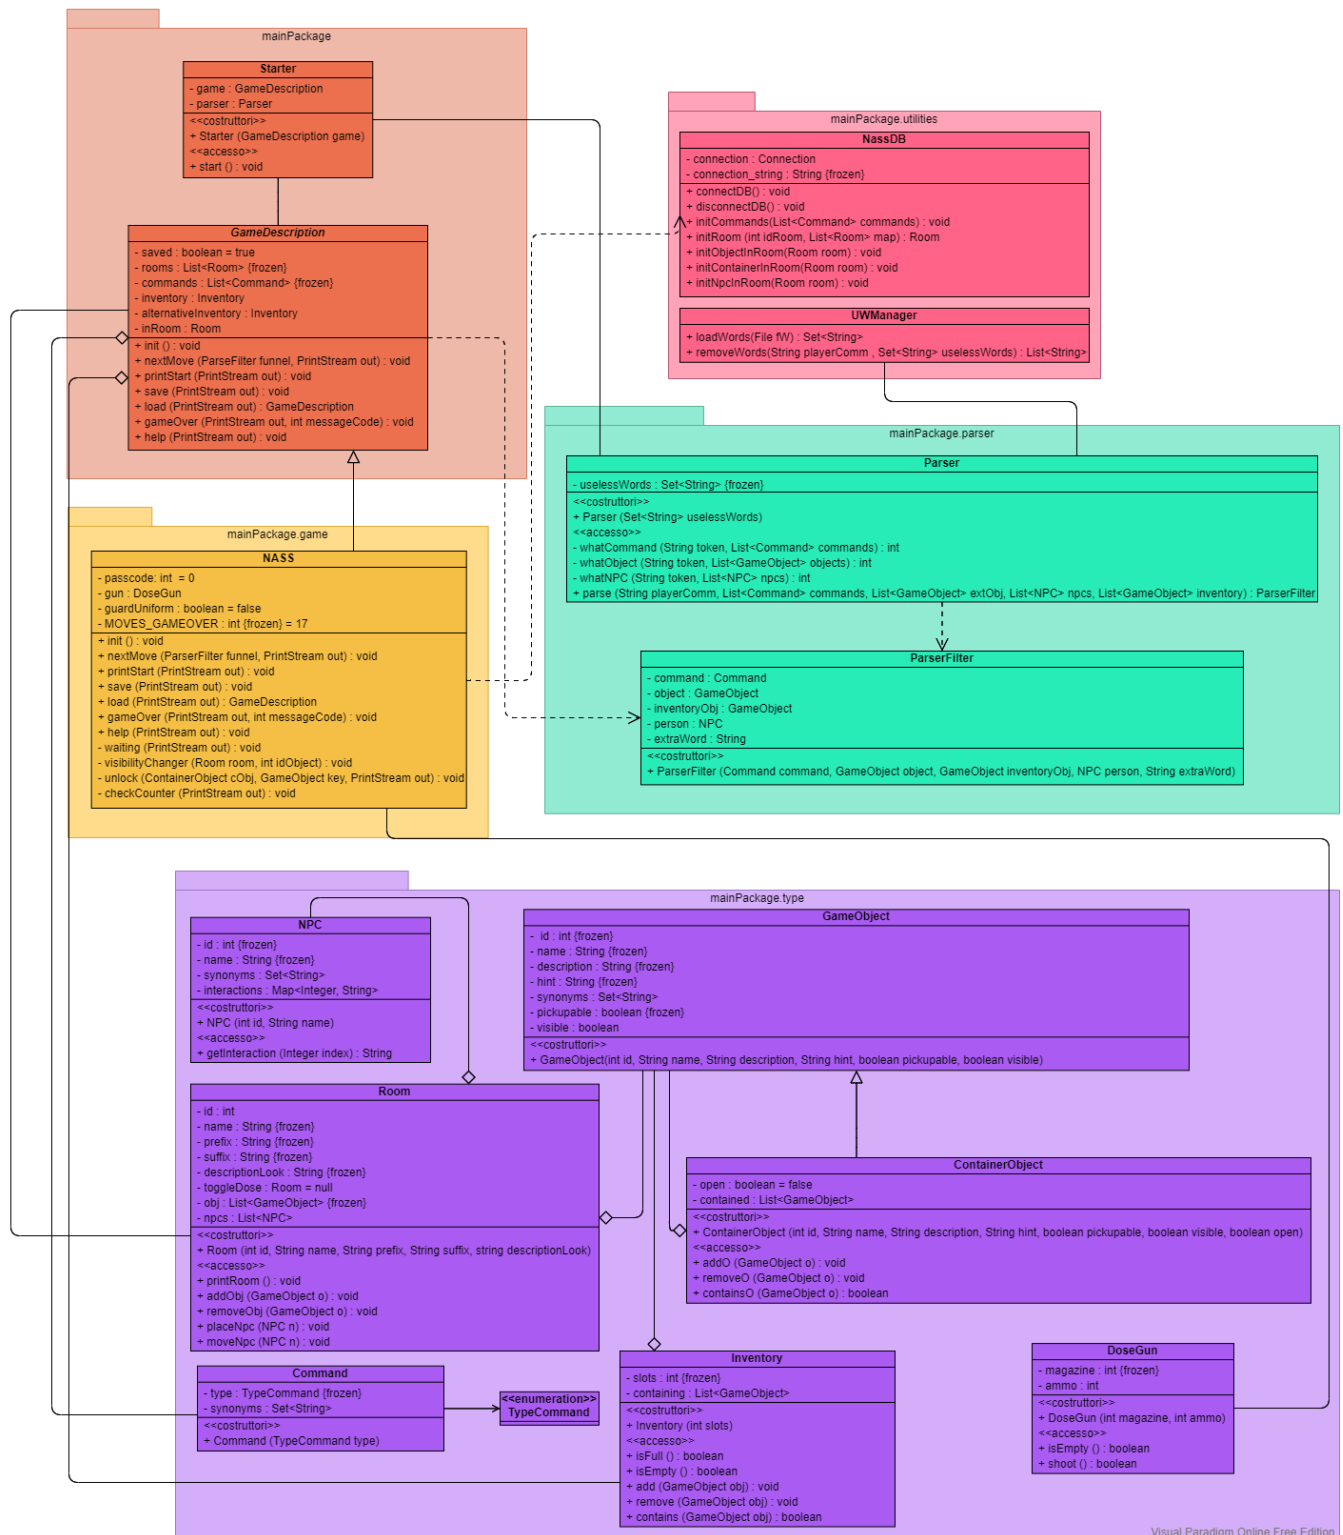 mainPackage
Starter
- game : GameDescription
- parser : Parser
<<costruttori>>
+ Starter (GameDescription game)
<<accesso>>
+ start () : void
GameDescription
- saved : boolean = true
- rooms : List<Room> {frozen}
- commands : List<Command> {frozen}
- inventory : Inventory
- alternativeInventory : Inventory
- inRoom : Room
+ init () : void
+ nextMove (ParseFilter funnel, PrintStream out) : void
+ printStart (PrintStream out) : void
+ save (PrintStream out) : void
+ load (PrintStream out) : GameDescription
+ gameOver (PrintStream out, int messageCode) : void
+ help (PrintStream out) : void
mainPackage.utilities
NassDB
- connection : Connection
- connection_string : String {frozen}
+ connectDB() : void
+ disconnectDB() : void
+ initCommands(List<Command> commands) : void
+ initRoom (int idRoom, List<Room> map) : Room
+ initObjectInRoom(Room room) : void
+ initContainerInRoom(Room room) : void
+ initNpcInRoom(Room room) : void
UWManager
+ loadWords(File fW) : Set<String>
+ removeWords(String playerComm , Set<String> uselessWords) : List<String>
mainPackage.parser
Parser
- uselessWords : Set<String> {frozen}
<<costruttori>>
+ Parser (Set<String> uselessWords)
<<accesso>>
- whatCommand (String token, List<Command> commands) : int
- whatObject (String token, List<GameObject> objects) : int
- whatNPC (String token, List<NPC> npcs) : int
+ parse (String playerComm, List<Command> commands, List<GameObject> extObj, List<NPC> npcs, List<GameObject> inventory) : ParserFilter
ParserFilter
- command : Command
- object : GameObject
- inventoryObj : GameObject
- person : NPC
- extraWord : String
<<costruttori>>
+ ParserFilter (Command command, GameObject object, GameObject inventoryObj, NPC person, String extraWord)
mainPackage.game
NASS
- passcode: int = 0
- gun : DoseGun
- guardUniform : boolean = false
- MOVES_GAMEOVER : int {frozen} = 17
+ init () : void
+ nextMove (ParserFilter funnel, PrintStream out) : void
+ printStart (PrintStream out) : void
+ save (PrintStream out) : void
+ load (PrintStream out) : GameDescription
+ gameOver (PrintStream out, int messageCode) : void
+ help (PrintStream out) : void
- waiting (PrintStream out) : void
- visibilityChanger (Room room, int idObject) : void
- unlock (ContainerObject cObj, GameObject key, PrintStream out) : void
- checkCounter (PrintStream out) : void
mainPackage.type
NPC
- id : int {frozen}
- name : String {frozen}
- synonyms : Set<String>
- interactions : Map<Integer, String>
<<costruttori>>
+ NPC (int id, String name)
<<accesso>>
+ getInteraction (Integer index) : String
GameObject
- id : int {frozen}
- name : String {frozen}
- description : String {frozen}
- hint : String {frozen}
- synonyms : Set<String>
- pickupable : boolean {frozen}
- visible : boolean
<<costruttori>>
+ GameObject(int id, String name, String description, String hint, boolean pickupable, boolean visible)
Room
- id : int
- name : String {frozen}
- prefix : String {frozen}
- suffix : String {frozen}
- descriptionLook : String {frozen}
- toggleDose : Room = null
- obj : List<GameObject> {frozen}
- npcs : List<NPC>
<<costruttori>>
+ Room (int id, String name, String prefix, String suffix, string descriptionLook)
<<accesso>>
+ printRoom () : void
+ addObj (GameObject o) : void
+ removeObj (GameObject o) : void
+ placeNpc (NPC n) : void
+ moveNpc (NPC n) : void
ContainerObject
- open : boolean = false
- contained : List<GameObject>
<<costruttori>>
+ ContainerObject (int id, String name, String description, String hint, boolean pickupable, boolean visible, boolean open)
<<accesso>>
+ addO (GameObject o) : void
+ removeO (GameObject o) : void
+ containsO (GameObject o) : boolean
Command
- type : TypeCommand {frozen}
- synonyms : Set<String>
<<costruttori>>
+ Command (TypeCommand type)
<<enumeration>>
TypeCommand
Inventory
- slots : int {frozen}
- containing : List<GameObject>
<<costruttori>>
+ Inventory (int slots)
<<accesso>>
+ isFull () : boolean
+ isEmpty () : boolean
+ add (GameObject obj) : void
+ remove (GameObject obj) : void
+ contains (GameObject obj) : boolean
DoseGun
- magazine : int {frozen}
- ammo : int
<<costruttori>>
+ DoseGun (int magazine, int ammo)
<<accesso>>
+ isEmpty () : boolean
+ shoot () : boolean
Visual Paradigm Online Free Edition